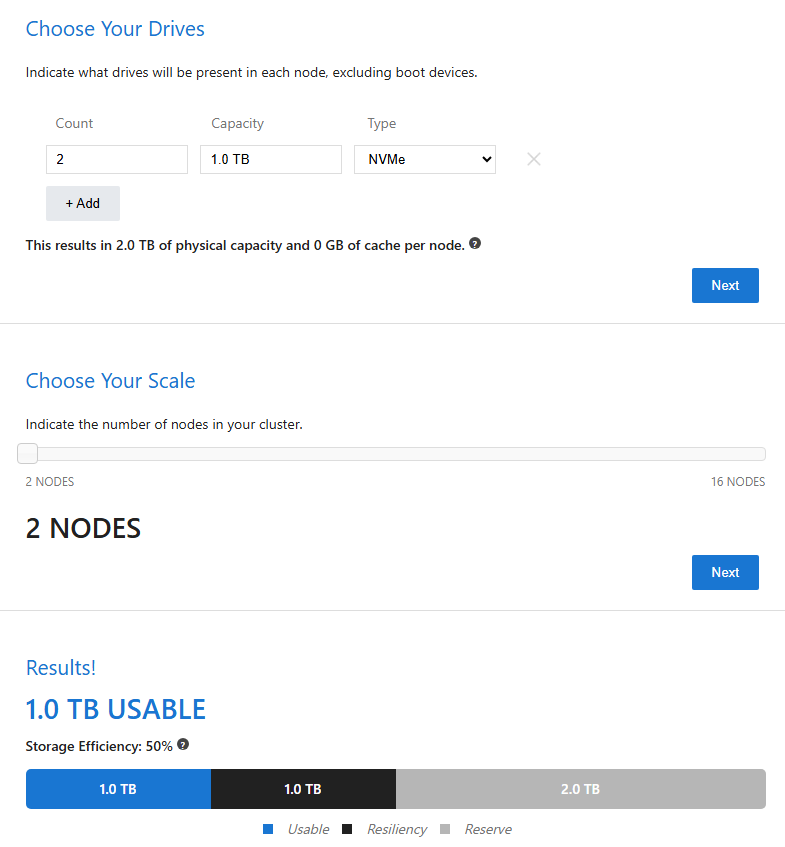 Choose Your Drives
Indicate what drives will be present in each node, excluding boot devices.
Count Capacity Type
2 1.0 TB NVMe
+ Add
This results in 2.0 TB of physical capacity and 0 GB of cache per node. ?
Next
Choose Your Scale
Indicate the number of nodes in your cluster.
2 NODES 16 NODES
2 NODES
Next
Results!
1.0 TB USABLE
Storage Efficiency: 50% ?
1.0 TB 1.0 TB 2.0 TB
Usable Resiliency Reserve